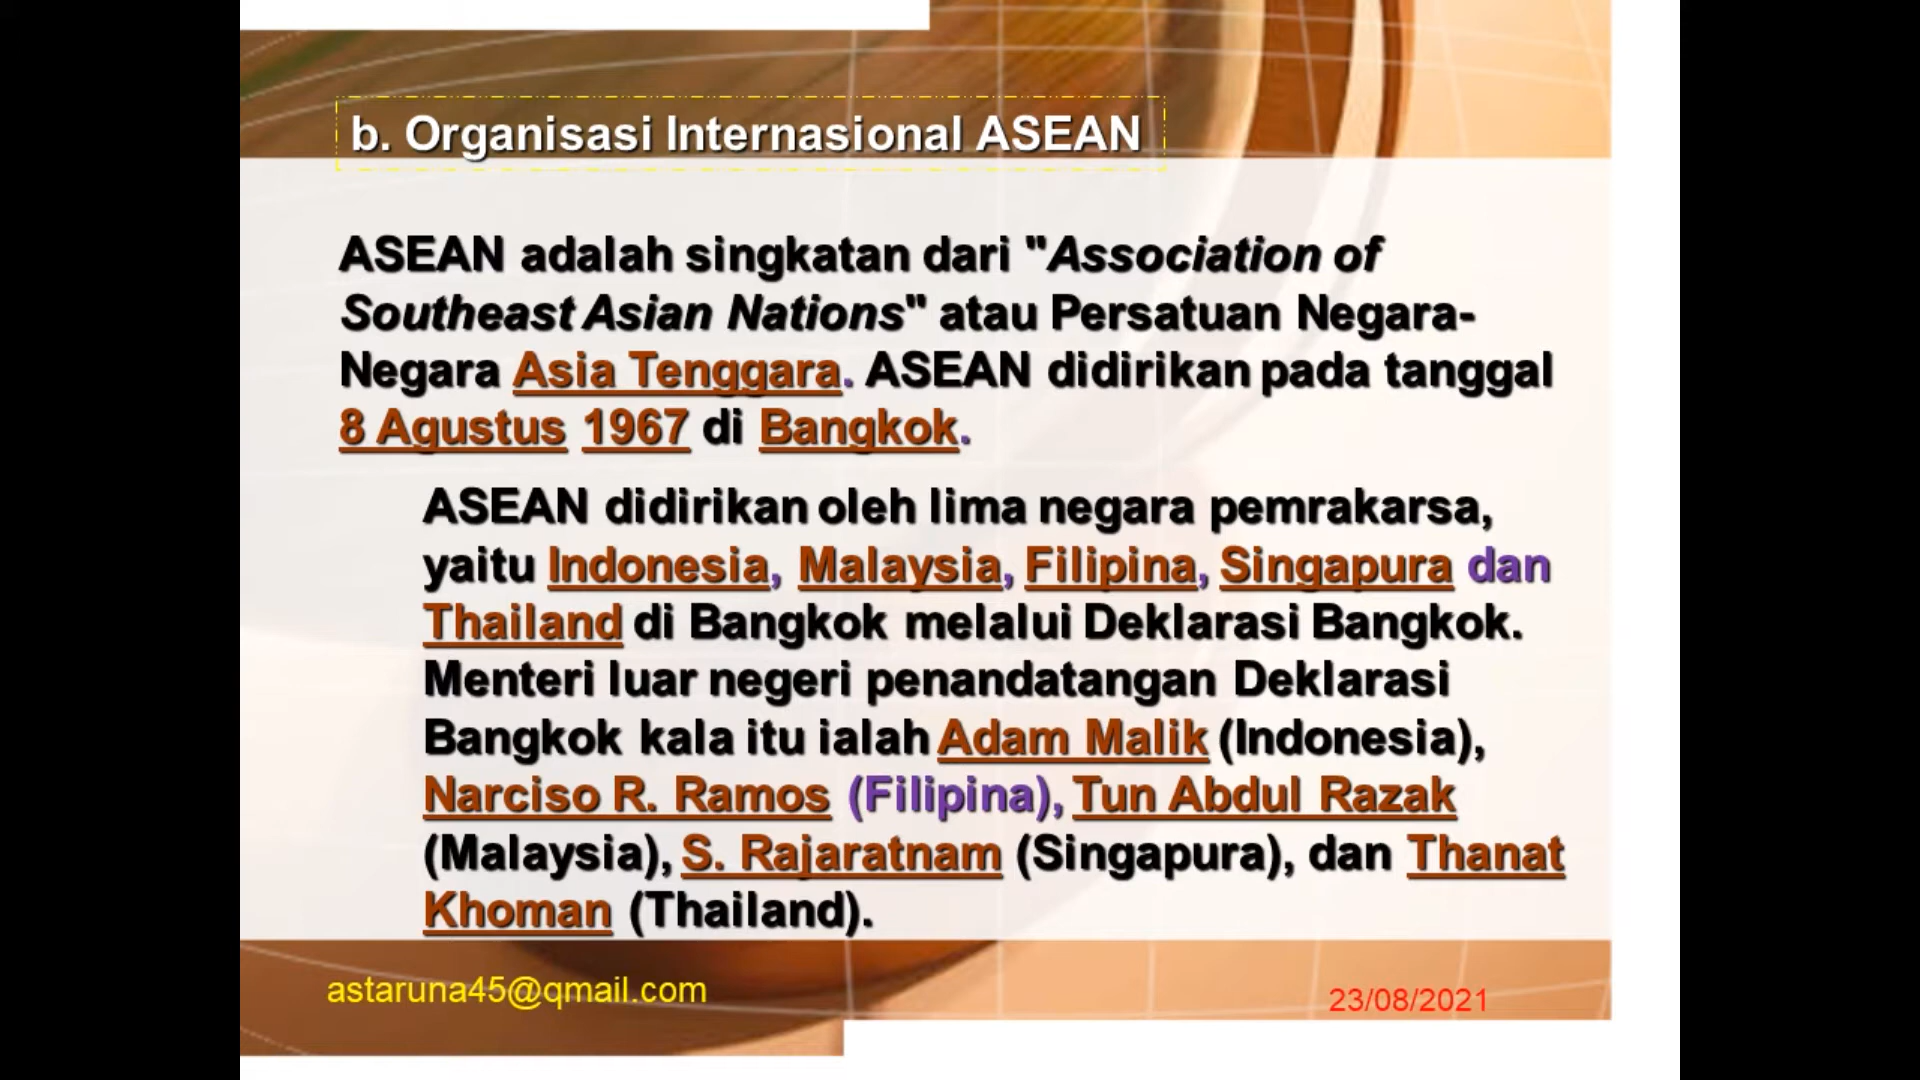 b. Organisasi Internasional ASEAN
ASEAN adalah singkatan dari "Association of
Southeast Asian Nations" atau Persatuan Negara-
Negara Asia Tenggara. ASEAN didirikan pada tanggal
8 Agustus 1967 di Bangkok.
ASEAN didirikan oleh lima negara pemrakarsa,
yaitu Indonesia, Malaysia, Filipina, Singapura dan
Thailand di Bangkok melalui Deklarasi Bangkok.
Menteri luar negeri penandatangan Deklarasi
Bangkok kala itu ialah Adam Malik (Indonesia),
Narciso R. Ramos (Filipina), Tun Abdul Razak
(Malaysia), S. Rajaratnam (Singapura), dan Thanat
Khoman (Thailand).
astaruna45@qmail.com
23/08/2021